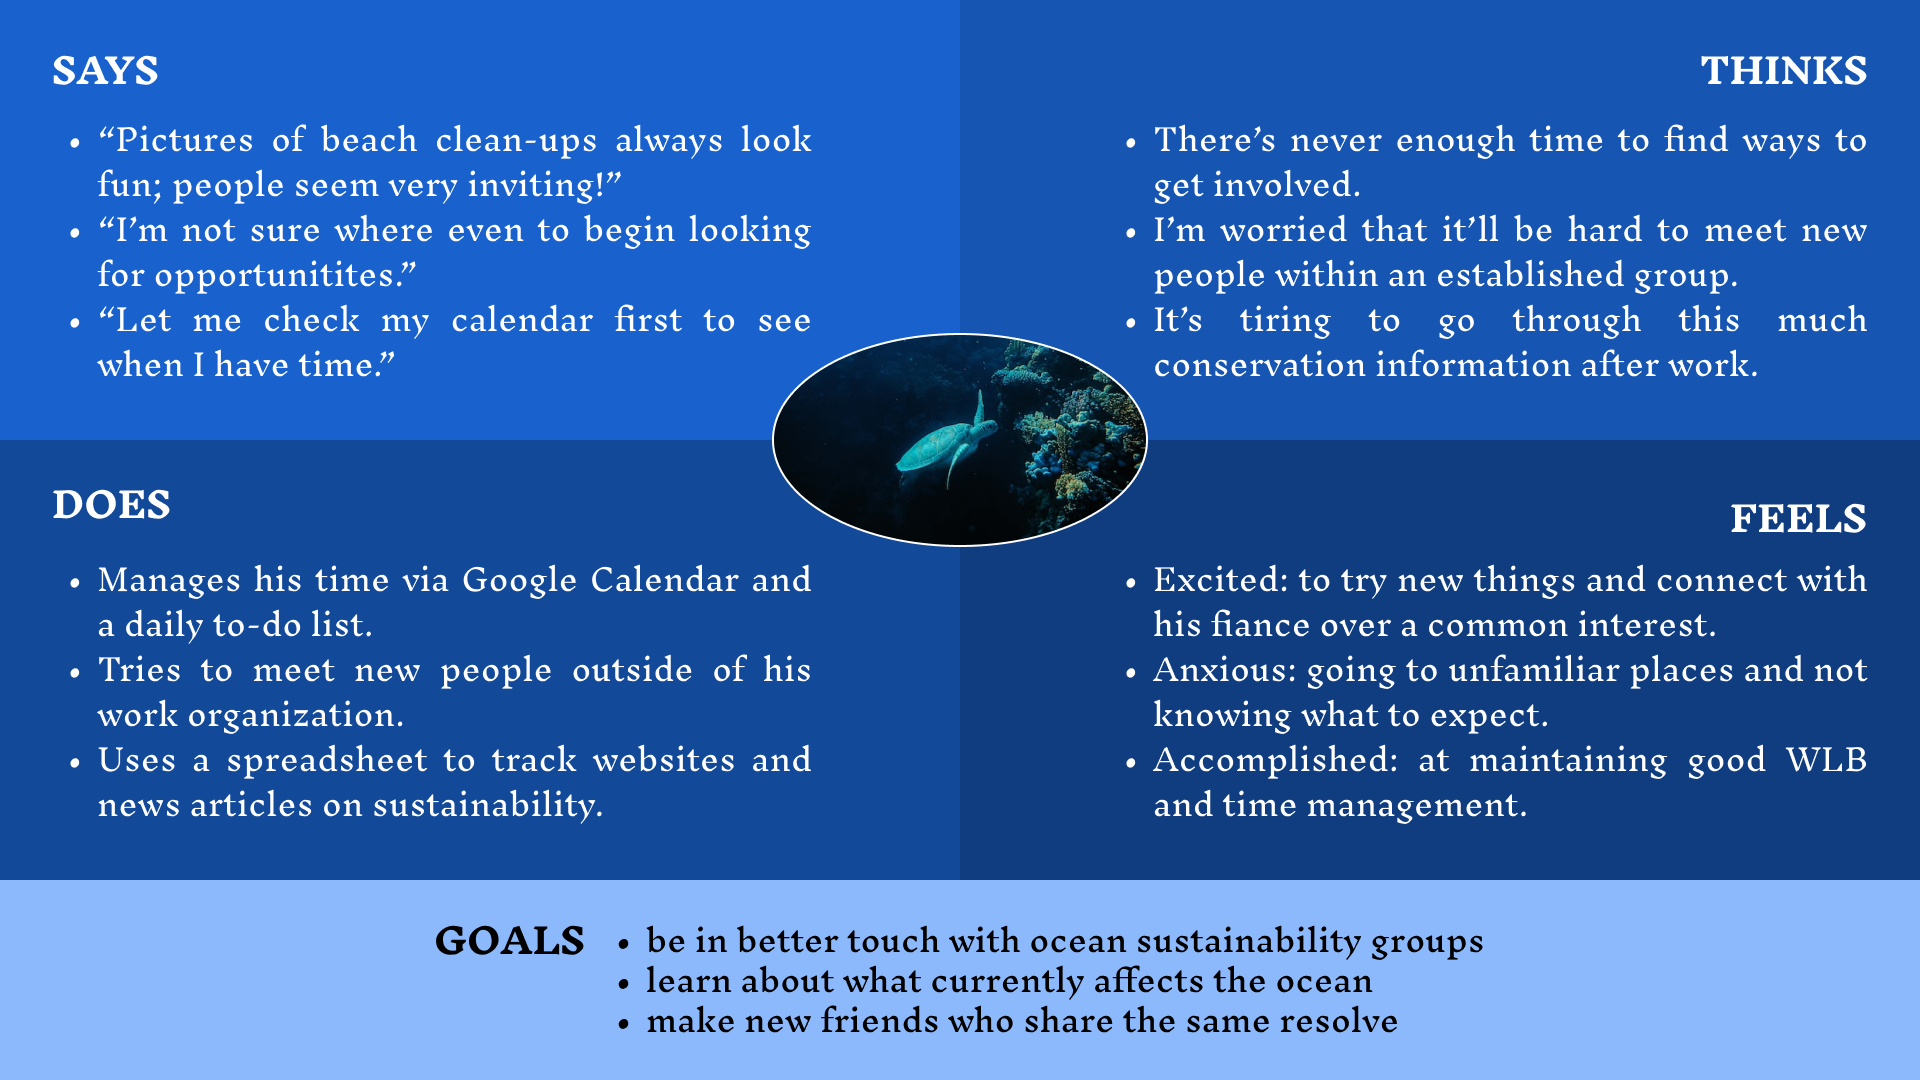 SAYS
• “Pictures of beach clean-ups always look
fun; people seem very inviting!”
• “I’m not sure where even to begin looking
for opportunitites.”
• “Let me check my calendar first to see
when I have time.”
THINKS
• There’s never enough time to find ways to
get involved.
• I’m worried that it’ll be hard to meet new
people within an established group.
• It’s tiring to go through this much
conservation information after work.
DOES
• Manages his time via Google Calendar and
a daily to-do list.
• Tries to meet new people outside of his
work organization.
• Uses a spreadsheet to track websites and
news articles on sustainability.
FEELS
• Excited: to try new things and connect with
his fiance over a common interest.
• Anxious: going to unfamiliar places and not
knowing what to expect.
• Accomplished: at maintaining good WLB
and time management.
GOALS
• be in better touch with ocean sustainability groups
• learn about what currently affects the ocean
• make new friends who share the same resolve